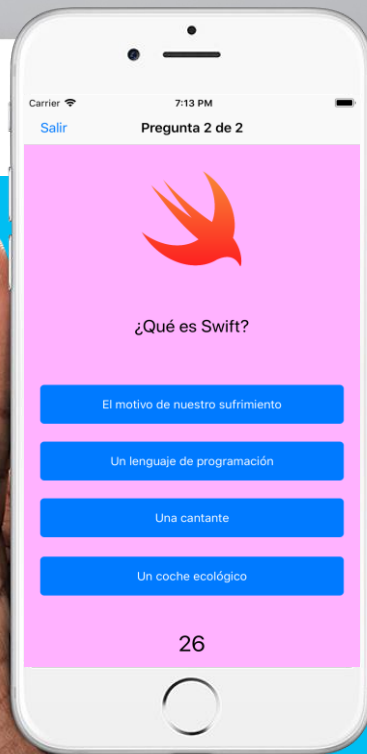 Carrier 7:13 PM
Salir Pregunta 2 de 2
¿Qué es Swift?
El motivo de nuestro sufrimiento
Un lenguaje de programación
Una cantante
Un coche ecológico
26